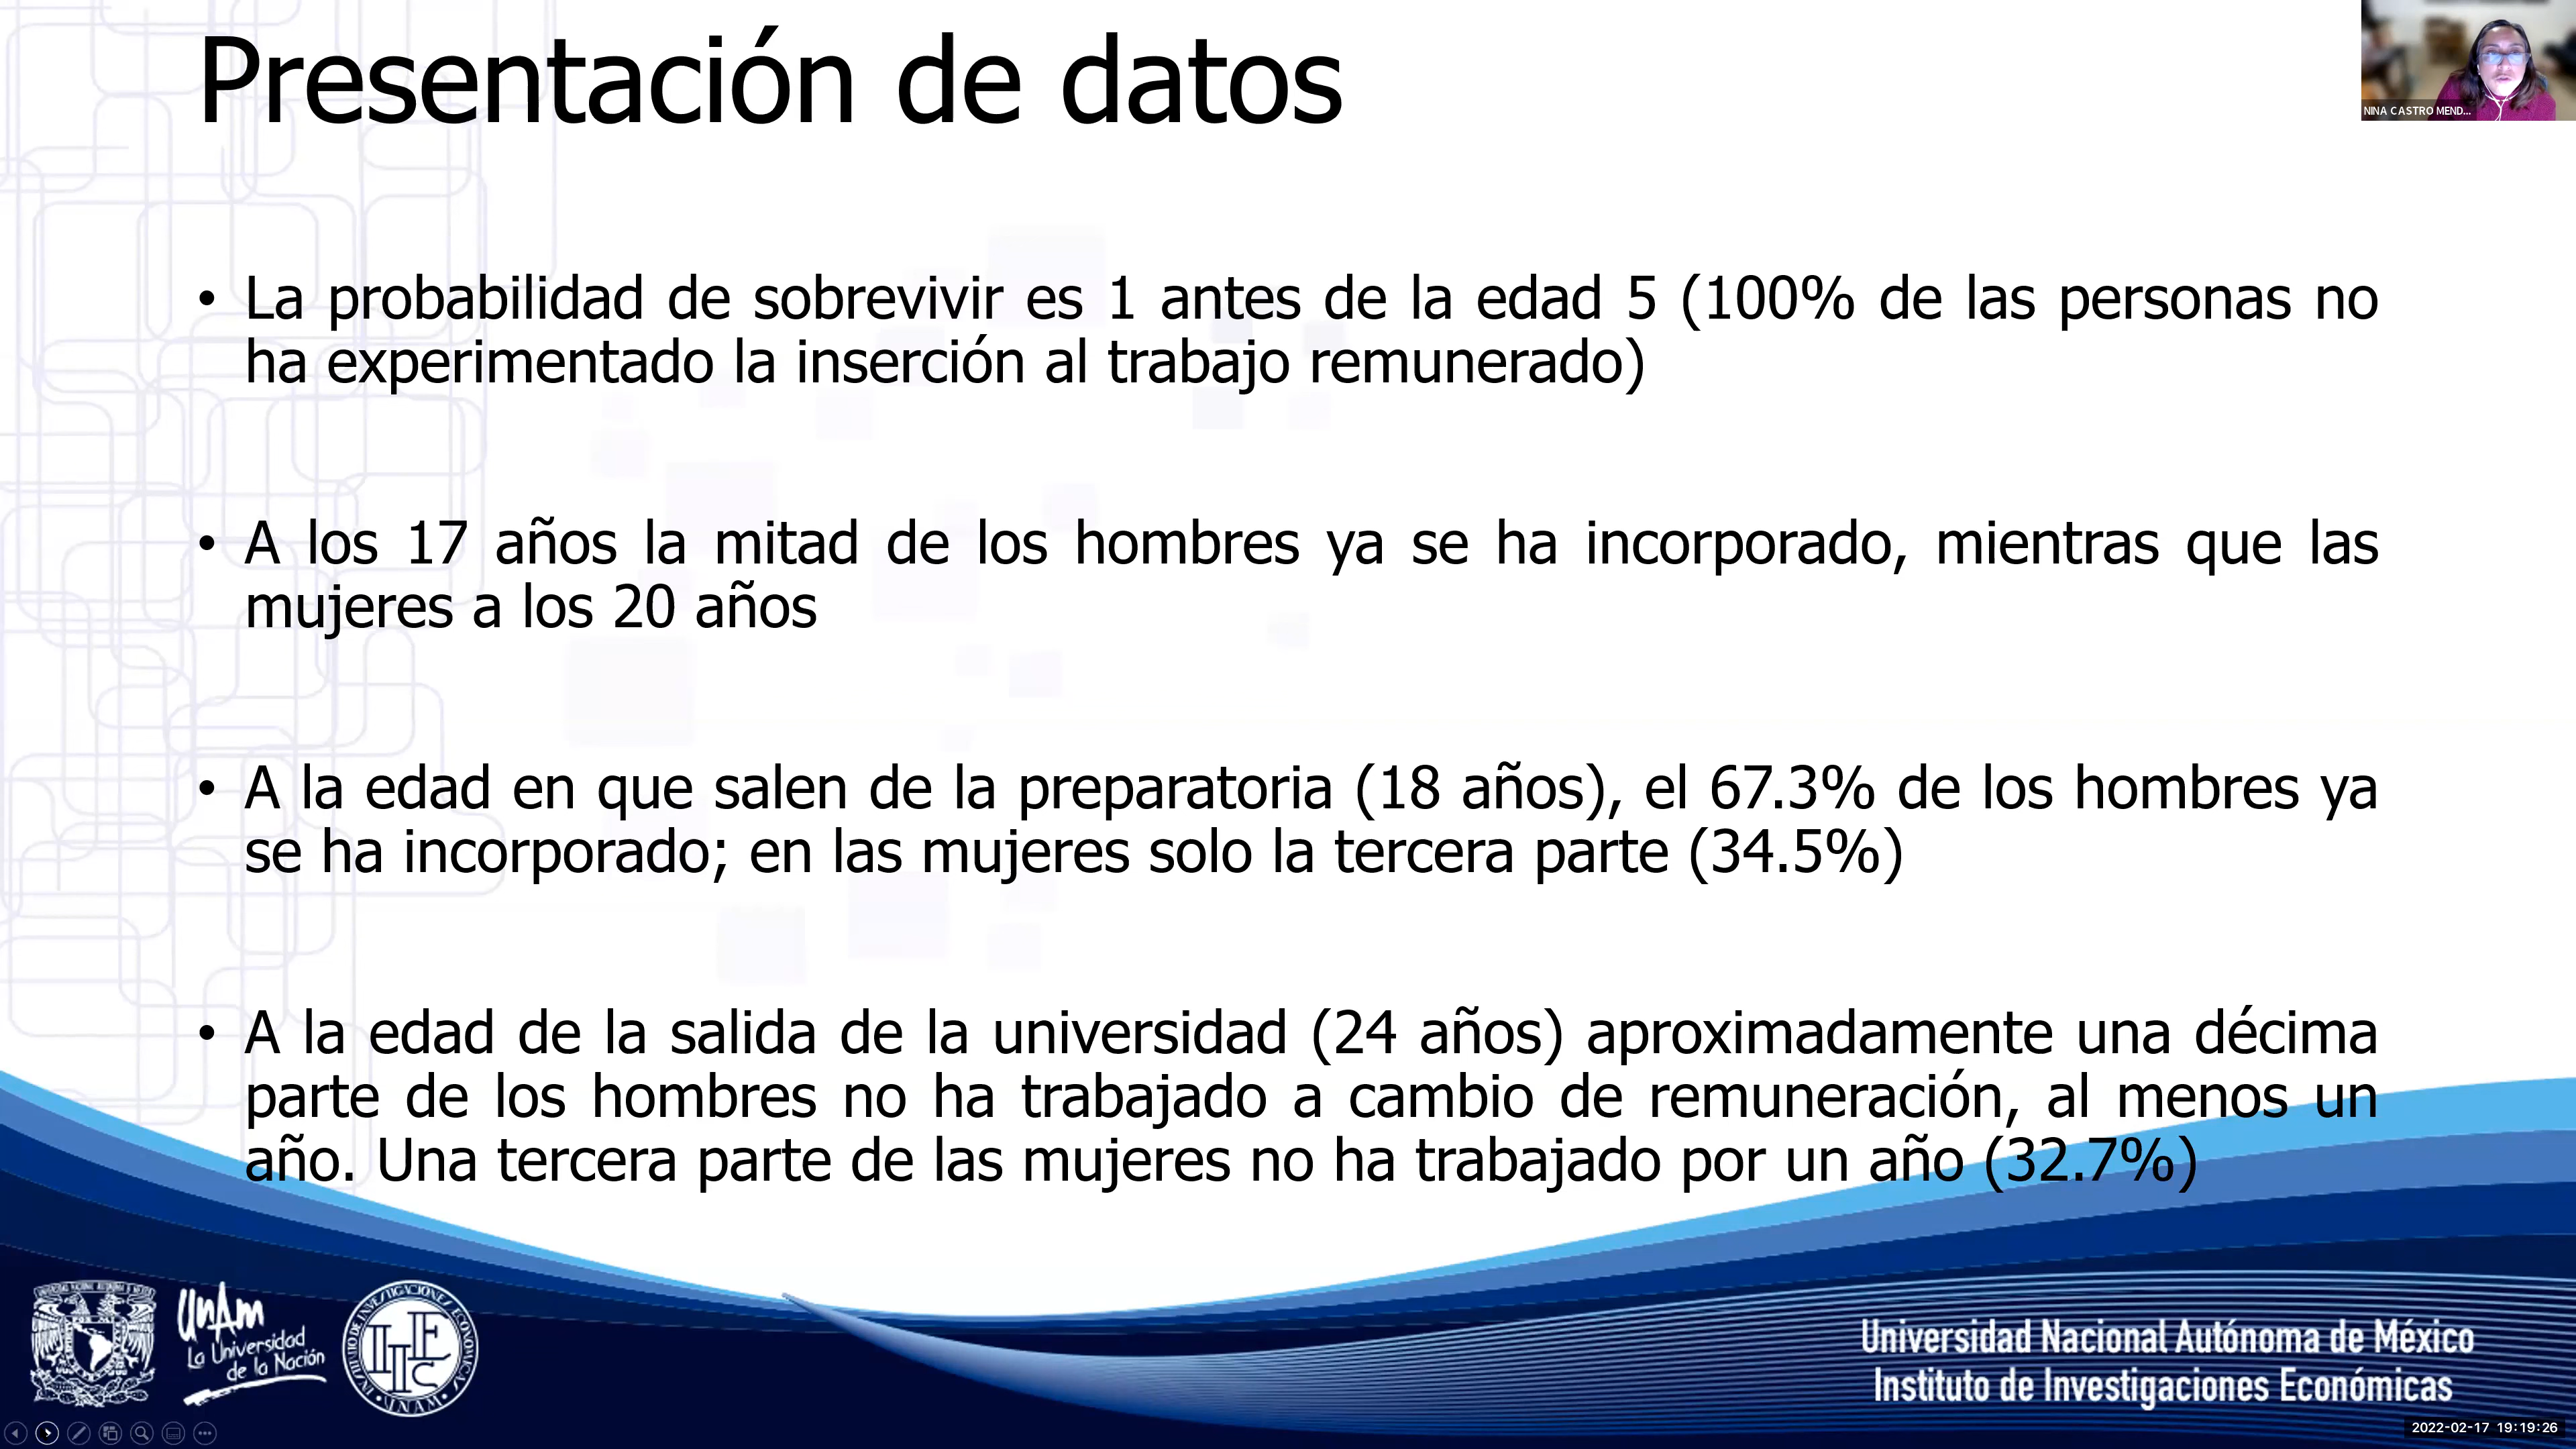 Presentación de datos
NINA CASTRO MEND...
• La probabilidad de sobrevivir es 1 antes de la edad 5 (100% de las personas no
ha experimentado la inserción al trabajo remunerado)
• A los 17 años la mitad de los hombres ya se ha incorporado, mientras que las
mujeres a los 20 años
• A la edad en que salen de la preparatoria (18 años), el 67.3% de los hombres ya
se ha incorporado; en las mujeres solo la tercera parte (34.5%)
• A la edad de la salida de la universidad (24 años) aproximadamente una décima
parte de los hombres no ha trabajado a cambio de remuneración, al menos un
año. Una tercera parte de las mujeres no ha trabajado por un año (32.7%)
UNAM
La Universidad
de la Nación
INSTITUTO DE INVESTIGACIONES ECONÓMICAS
IIEc
UNAM
Universidad Nacional Autónoma de México
Instituto de Investigaciones Económicas
2022-02-17 19:19:26